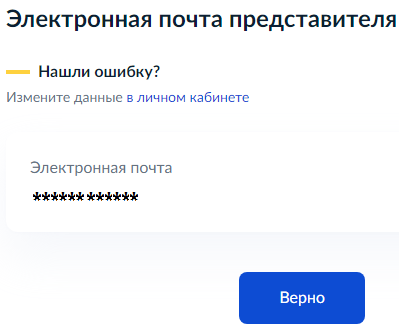 Электронная почта представителя
Нашли ошибку?
Измените данные в личном кабинете
Электронная почта
************
Верно